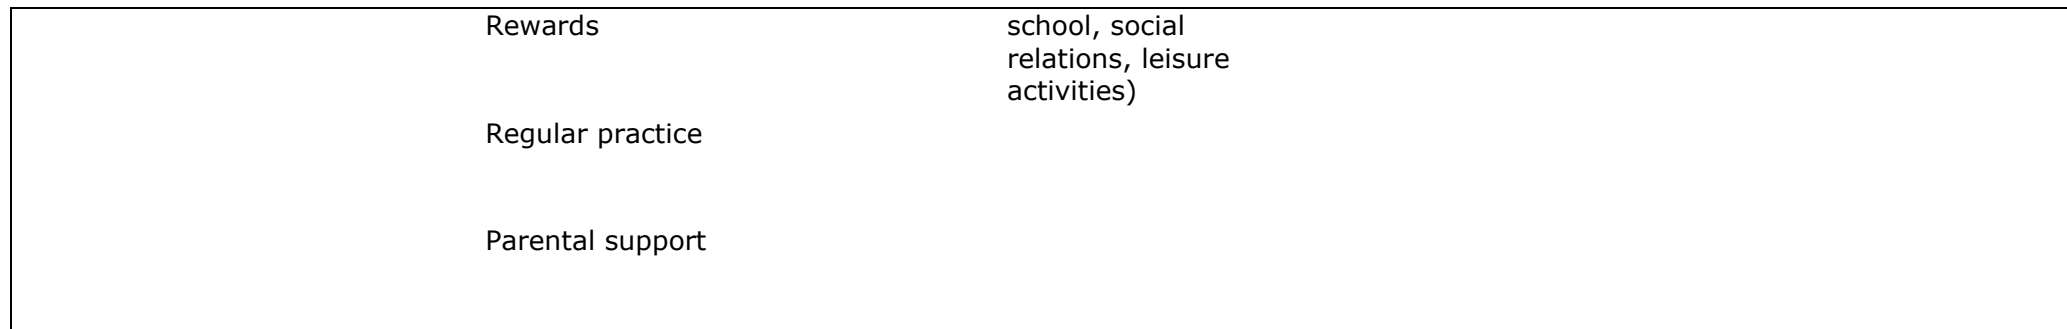 Rewards
school, social
relations, leisure
activities)
Regular practice
Parental support